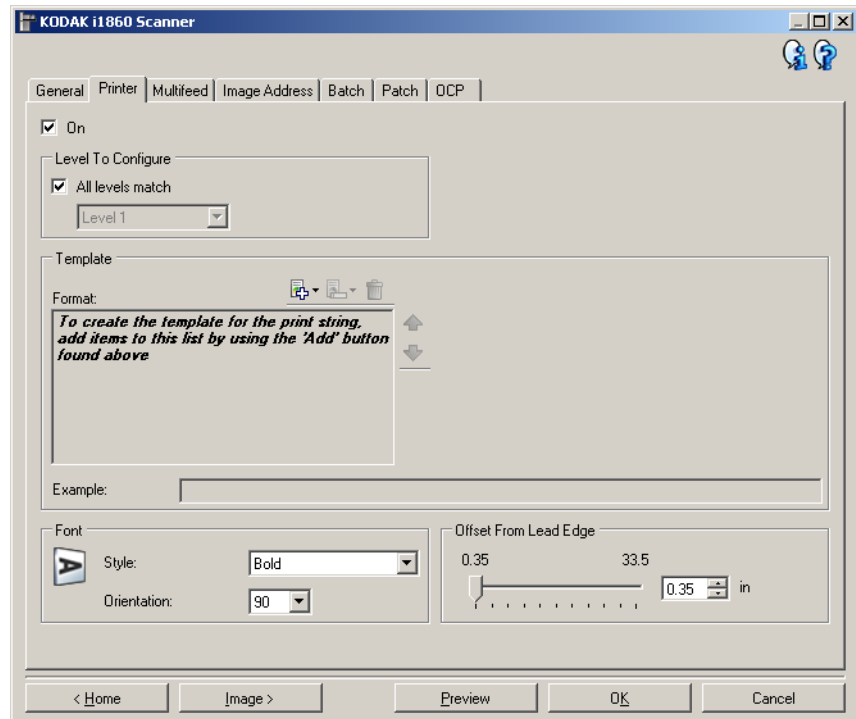 KODAK i1860 Scanner
General Printer Multifeed Image Address Batch Patch OCP
On
Level To Configure
All levels match
Level 1
Template
Format:
To create the template for the print string,
add items to this list by using the 'Add' button
found above
Example:
Font
A
Style: Bold
Orientation: 90
Offset From Lead Edge
0.35 33.5
0.35 in
< Home Image > Preview OK Cancel